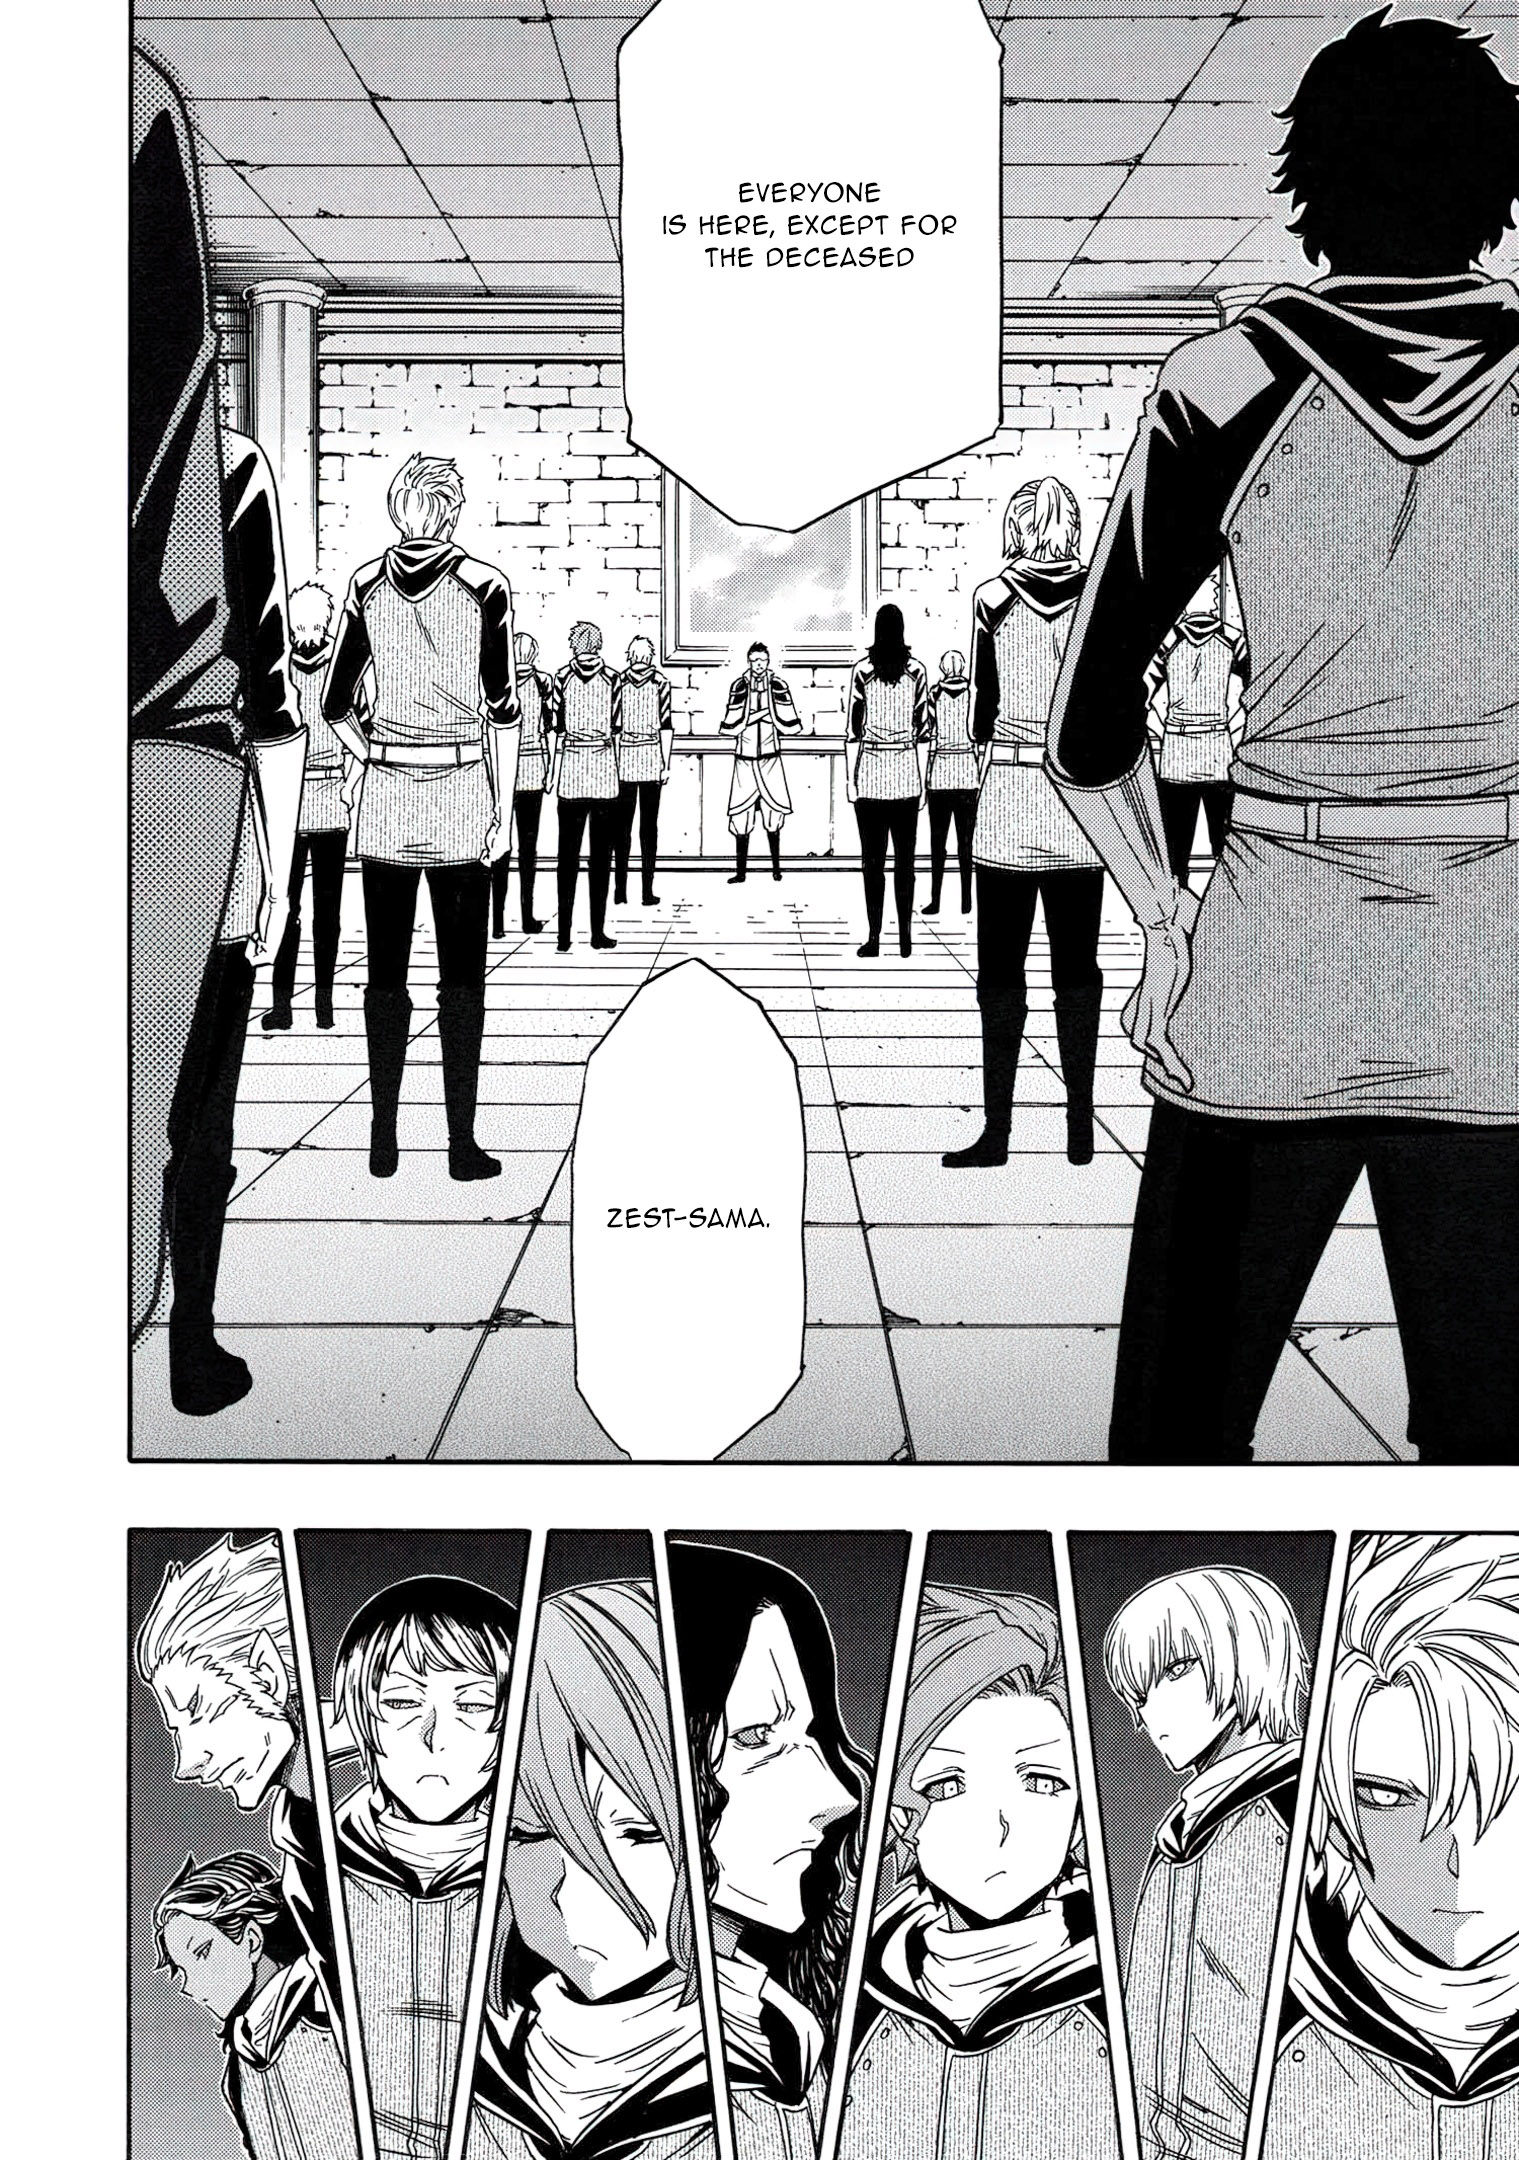 EVERYONE
IS HERE, EXCEPT FOR
THE DECEASED
ZEST-SAMA.